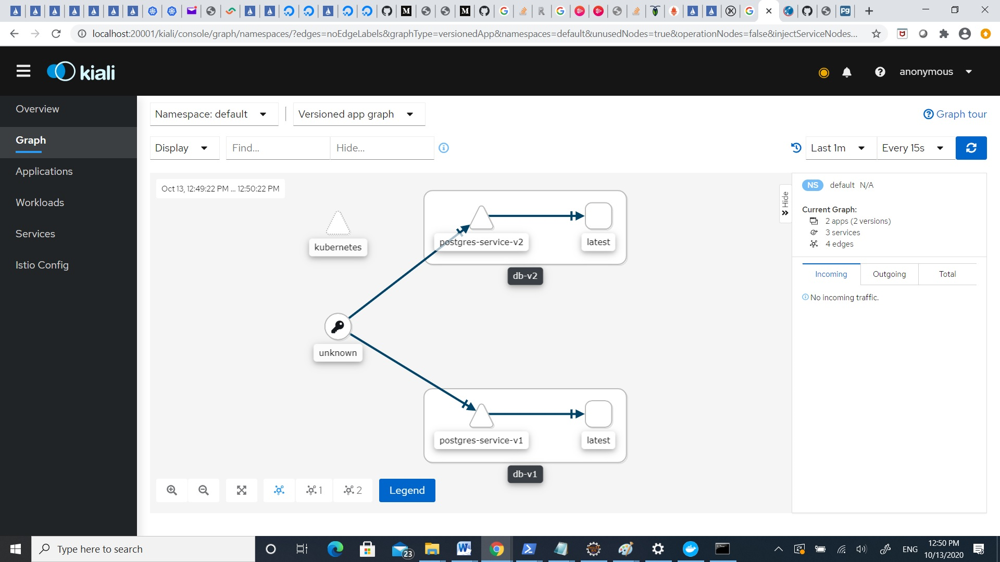 localhost:20001/kiali/console/graph/namespaces/?edges=noEdgeLabels&graphType=versionedApp&namespaces=default&unusedNodes=true&operationNodes=false&injectServiceNodes...
kiali
anonymous
Overview
Graph
Applications
Workloads
Services
Istio Config
Namespace: default
Versioned app graph
Graph tour
Display
Find...
Hide...
Last 1m
Every 15s
Oct 13, 12:49:22 PM ... 12:50:22 PM
kubernetes
postgres-service-v2
latest
db-v2
unknown
postgres-service-v1
latest
db-v1
1
2
Legend
Hide
NS default N/A
Current Graph:
2 apps (2 versions)
3 services
4 edges
Incoming
Outgoing
Total
No incoming traffic.
Type here to search
23
ENG
12:50 PM
10/13/2020